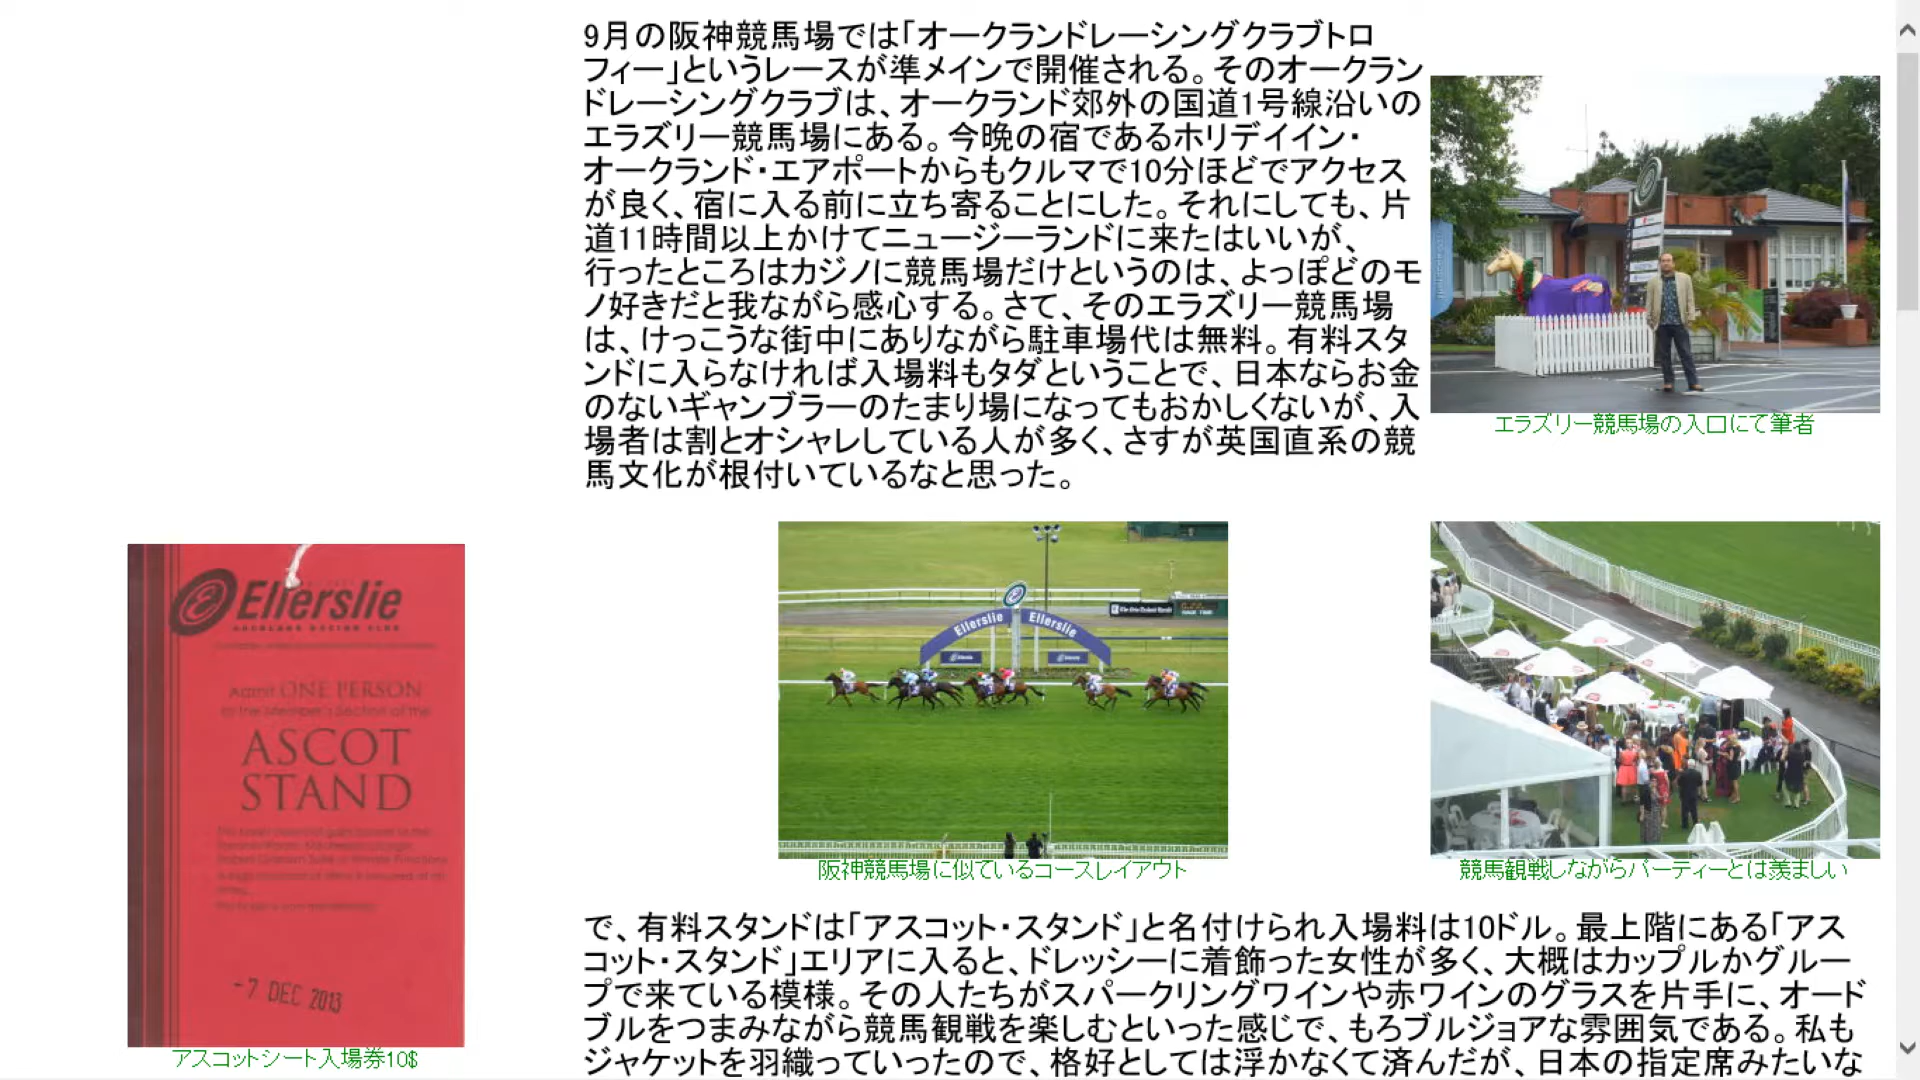 9月の阪神競馬場では「オークランドレーシングクラブトロ
フィー」というレースが準メインで開催される。そのオークラン
ドレーシングクラブは、オークランド郊外の国道1号線沿いの
エラズリー競馬場にある。今晩の宿であるホリデイイン・
オークランド・エアポートからもクルマで10分ほどでアクセス
が良く、宿に入る前に立ち寄ることにした。それにしても、片
道11時間以上かけてニュージーランドに来たはいいが、
行ったところはカジノに競馬場だけというのは、よっぽどのモ
ノ好きだと我ながら感心する。さて、そのエラズリー競馬場
は、けっこうな街中にありながら駐車場代は無料。有料スタ
ンドに入らなければ入場料もタダということで、日本ならお金
のないギャンブラーのたまり場になってもおかしくないが、入
場者は割とオシャレしている人が多く、さすが英国直系の競
馬文化が根付いているなと思った。
エラズリー競馬場の入口にて筆者
Ellerslie
AUCKLAND RACING CLUB
Admit ONE PERSON
to the Member's Section of the
ASCOT
STAND
-7 DEC 2013
アスコットシート入場券10$
Ellerslie
Ellerslie
阪神競馬場に似ているコースレイアウト
競馬観戦しながらパーティーとは羨ましい
で、有料スタンドは「アスコット・スタンド」と名付けられ入場料は10ドル。最上階にある「アス
コット・スタンド」エリアに入ると、ドレッシーに着飾った女性が多く、大概はカップルかグルー
プで来ている模様。その人たちがスパークリングワインや赤ワインのグラスを片手に、オード
ブルをつまみながら競馬観戦を楽しむといった感じで、もろブルジョアな雰囲気である。私も
ジャケットを羽織っていったので、格好としては浮かなくて済んだが、日本の指定席みたいな